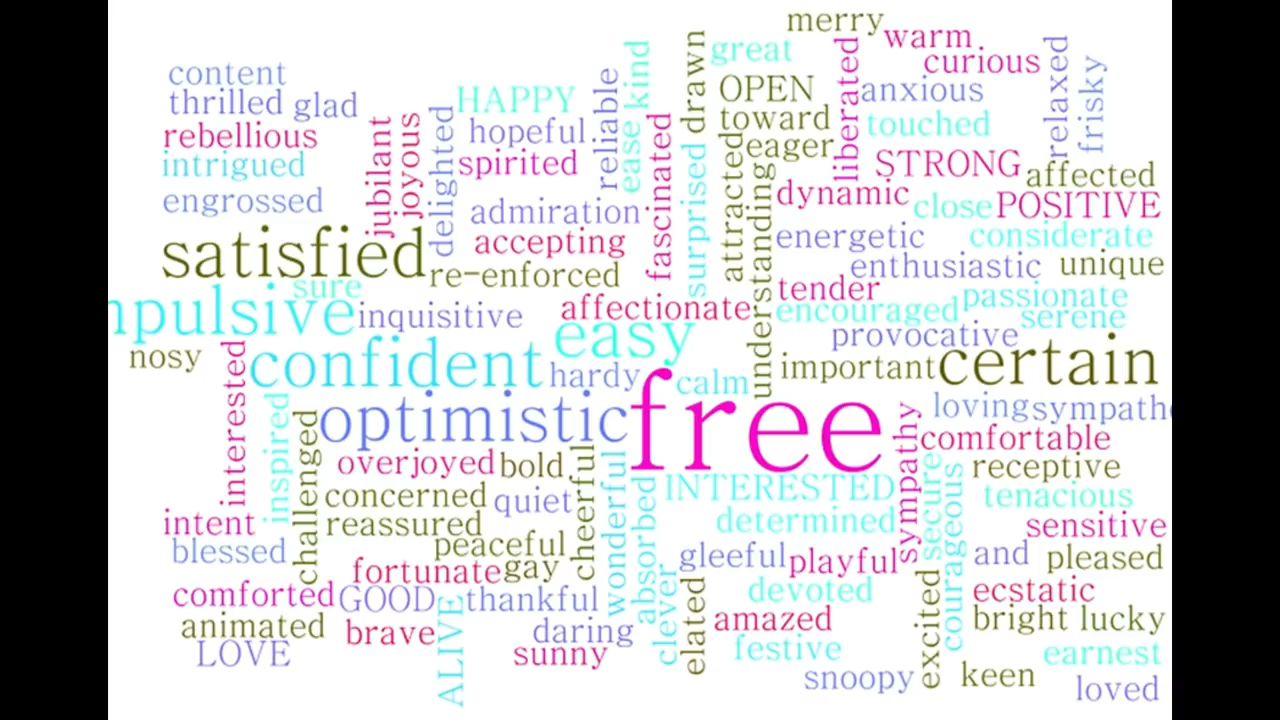 merry
warm
great
curious
content
thrilled glad
HAPPY
reliable
ease kind
drawn
OPEN
liberated
anxious
relaxed
frisky
rebellious
jubilant
joyous
delighted
hopeful
toward
touched
intrigued
spirited
fascinated
surprised
attracted
eager
STRONG
affected
engrossed
admiration
understanding
dynamic
close
POSITIVE
satisfied
accepting
energetic
considerate
re-enforced
enthusiastic
unique
sure
tender
npulsive
inquisitive
affectionate
encouraged
passionate
serene
easy
provocative
nosy
interested
confident
hardy
calm
important
certain
inspired
challenged
optimistic
free
loving
sympath
sympathy
comfortable
overjoyed
bold
cheerful
wonderful
absorbed
secure
courageous
receptive
concerned
quiet
INTERESTED
tenacious
intent
reassured
determined
sensitive
blessed
peaceful
gleeful
playful
and
pleased
fortunate
gay
clever
elated
excited
comforted
GOOD
ALIVE
thankful
devoted
ecstatic
animated
brave
daring
amazed
bright lucky
LOVE
sunny
festive
earnest
snoopy
keen
loved